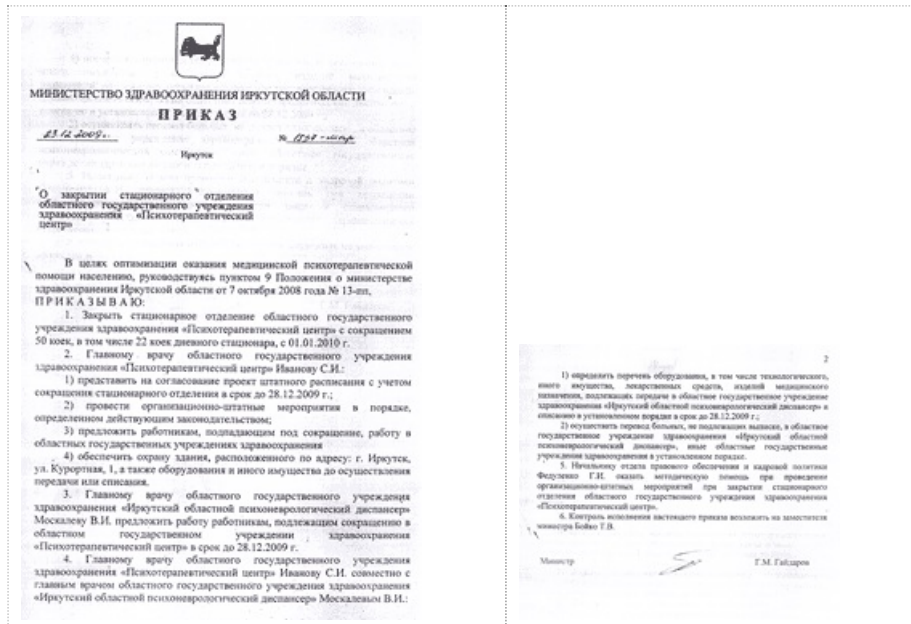 МИНИСТЕРСТВО ЗДРАВООХРАНЕНИЯ ИРКУТСКОЙ ОБЛАСТИ
ПРИКАЗ
23.12.2009г.
№
Иркутск
О закрытии стационарного отделения
областного государственного учреждения
здравоохранения «Психотерапевтический
центр»
В целях оптимизации оказания медицинской психотерапевтической
помощи населению, руководствуясь пунктом 9 Положения о министерстве
здравоохранения Иркутской области от 7 октября 2008 года № 13-пп,
ПРИКАЗЫВАЮ:
1. Закрыть стационарное отделение областного государственного
учреждения здравоохранения «Психотерапевтический центр» с сокращением
50 коек, в том числе 22 коек дневного стационара, с 01.01.2010 г.
2. Главному врачу областного государственного учреждения
здравоохранения «Психотерапевтический центр» Иванову С.И.:
1) представить на согласование проект штатного расписания с учетом
сокращения стационарного отделения в срок до 28.12.2009 г.;
2) провести организационно-штатные мероприятия в порядке,
определенном действующим законодательством;
3) предложить работникам, подпадающим под сокращение, работу в
областных государственных учреждениях здравоохранения
4) обеспечить охрану здания, расположенного по адресу: г. Иркутск,
ул. Курортная, 1, а также оборудования и иного имущества до осуществления
передачи или списания.
3. Главному врачу областного государственного учреждения
здравоохранения «Иркутский областной психоневрологический диспансер»
Москалеву В.И. предложить работу работникам, подлежащим сокращению в
областном государственном учреждении здравоохранения
«Психотерапевтический центр» в срок до 28.12.2009 г.
4. Главному врачу областного государственного учреждения
здравоохранения «Психотерапевтический центр» Иванову С.И. совместно с
главным врачом областного государственного учреждения здравоохранения
«Иркутский областной психоневрологический диспансер» Москалевым В.И.:
2
1) определить перечень оборудования, в том числе технологического,
иного имущества, лекарственных средств, изделий медицинского
назначения, подлежащих передачи в областное государственное учреждение
здравоохранения «Иркутский областной психоневрологический диспансер» и
списанию в установленном порядке в срок до 28.12.2009 г.;
2) осуществить перевод больных, не подлежащих выписке, в областное
государственное учреждение здравоохранения «Иркутский областной
психоневрологический диспансер», иные областные государственные
учреждения здравоохранения в установленном порядке.
5. Начальнику отдела правового обеспечения и кадровой политики
Федуленко Г.И. оказать методическую помощь при проведении
организационно-штатных мероприятий при закрытии стационарного
отделения областного государственного учреждения здравоохранения
«Психотерапевтический центр».
6. Контроль исполнения настоящего приказа возложить на заместителя
министра Бойко Т.В.
Министр
Г.М. Гайдаров